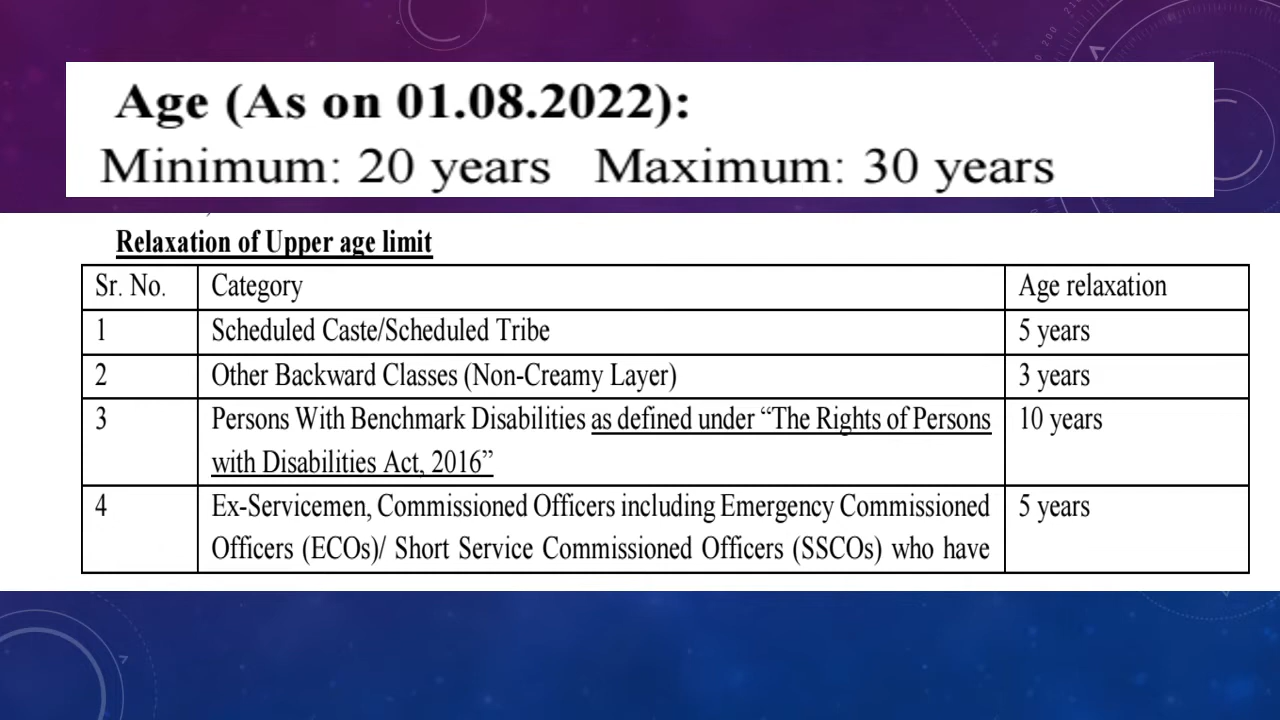 Age (As on 01.08.2022):
Minimum: 20 years Maximum: 30 years
Relaxation of Upper age limit
Sr. No. Category Age relaxation
1 Scheduled Caste/Scheduled Tribe 5 years
2 Other Backward Classes (Non-Creamy Layer) 3 years
3 Persons With Benchmark Disabilities as defined under “The Rights of Persons 10 years
with Disabilities Act, 2016”
4 Ex-Servicemen, Commissioned Officers including Emergency Commissioned 5 years
Officers (ECOs)/ Short Service Commissioned Officers (SSCOs) who have